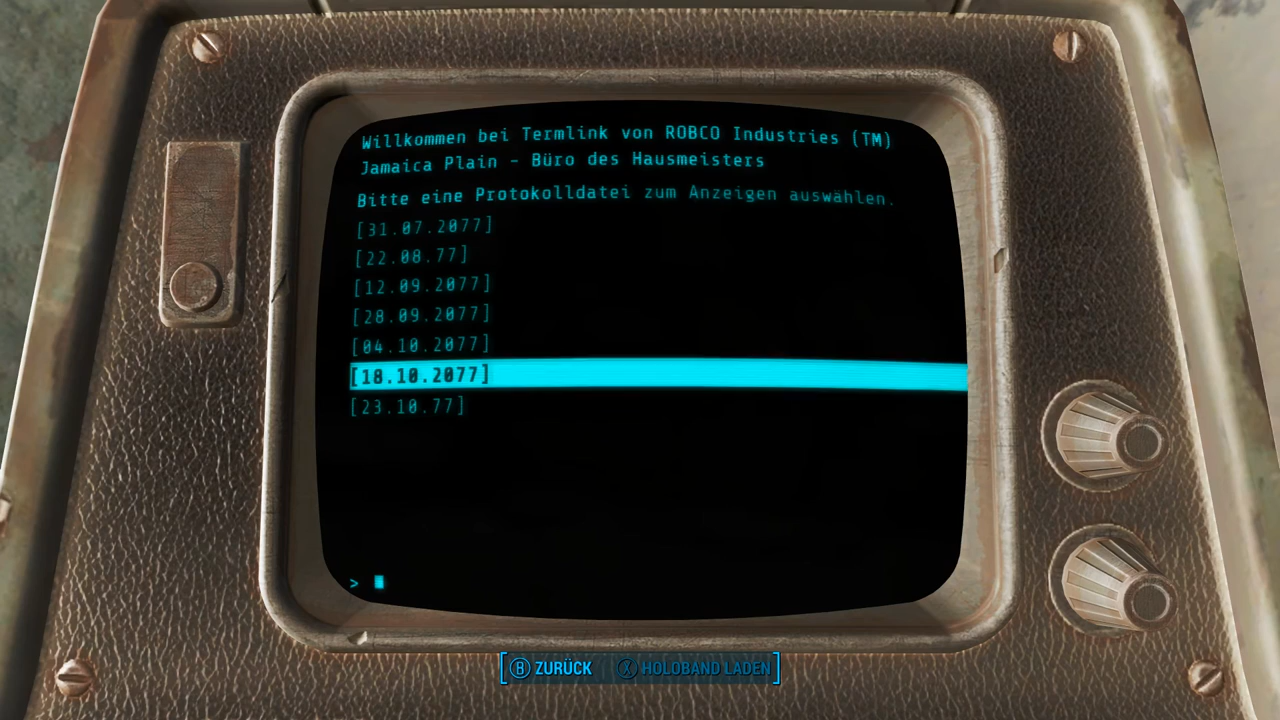 Willkommen bei Termlink von ROBCO Industries (TM)
Jamaica Plain - Büro des Hausmeisters
Bitte eine Protokolldatei zum Anzeigen auswählen.
[31.07.2077]
[22.08.77]
[12.09.2077]
[28.09.2077]
[04.10.2077]
[18.10.2077]
[23.10.77]
>
B ZURÜCK X HOLOBAND LADEN